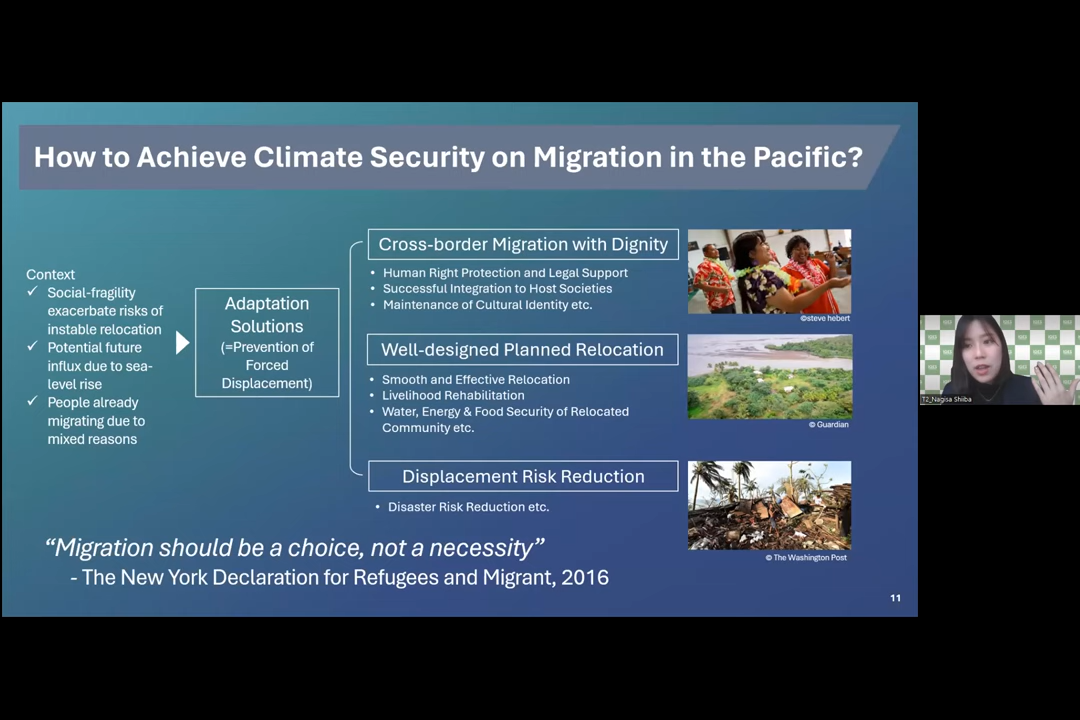 How to Achieve Climate Security on Migration in the Pacific?
Context
✓ Social-fragility
exacerbate risks of
instable relocation
✓ Potential future
influx due to sea-
level rise
✓ People already
migrating due to
mixed reasons
Adaptation
Solutions
(=Prevention of
Forced
Displacement)
Cross-border Migration with Dignity
• Human Right Protection and Legal Support
• Successful Integration to Host Societies
• Maintenance of Cultural Identity etc.
©steve hebert
Well-designed Planned Relocation
• Smooth and Effective Relocation
• Livelihood Rehabilitation
• Water, Energy & Food Security of Relocated
Community etc.
© Guardian
Displacement Risk Reduction
• Disaster Risk Reduction etc.
© The Washington Post
“Migration should be a choice, not a necessity”
- The New York Declaration for Refugees and Migrant, 2016
11
T2_Nagisa Shiiba